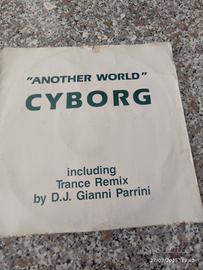 "ANOTHER WORLD"
CYBORG
including
Trance Remix
by D.J. Gianni Parrini